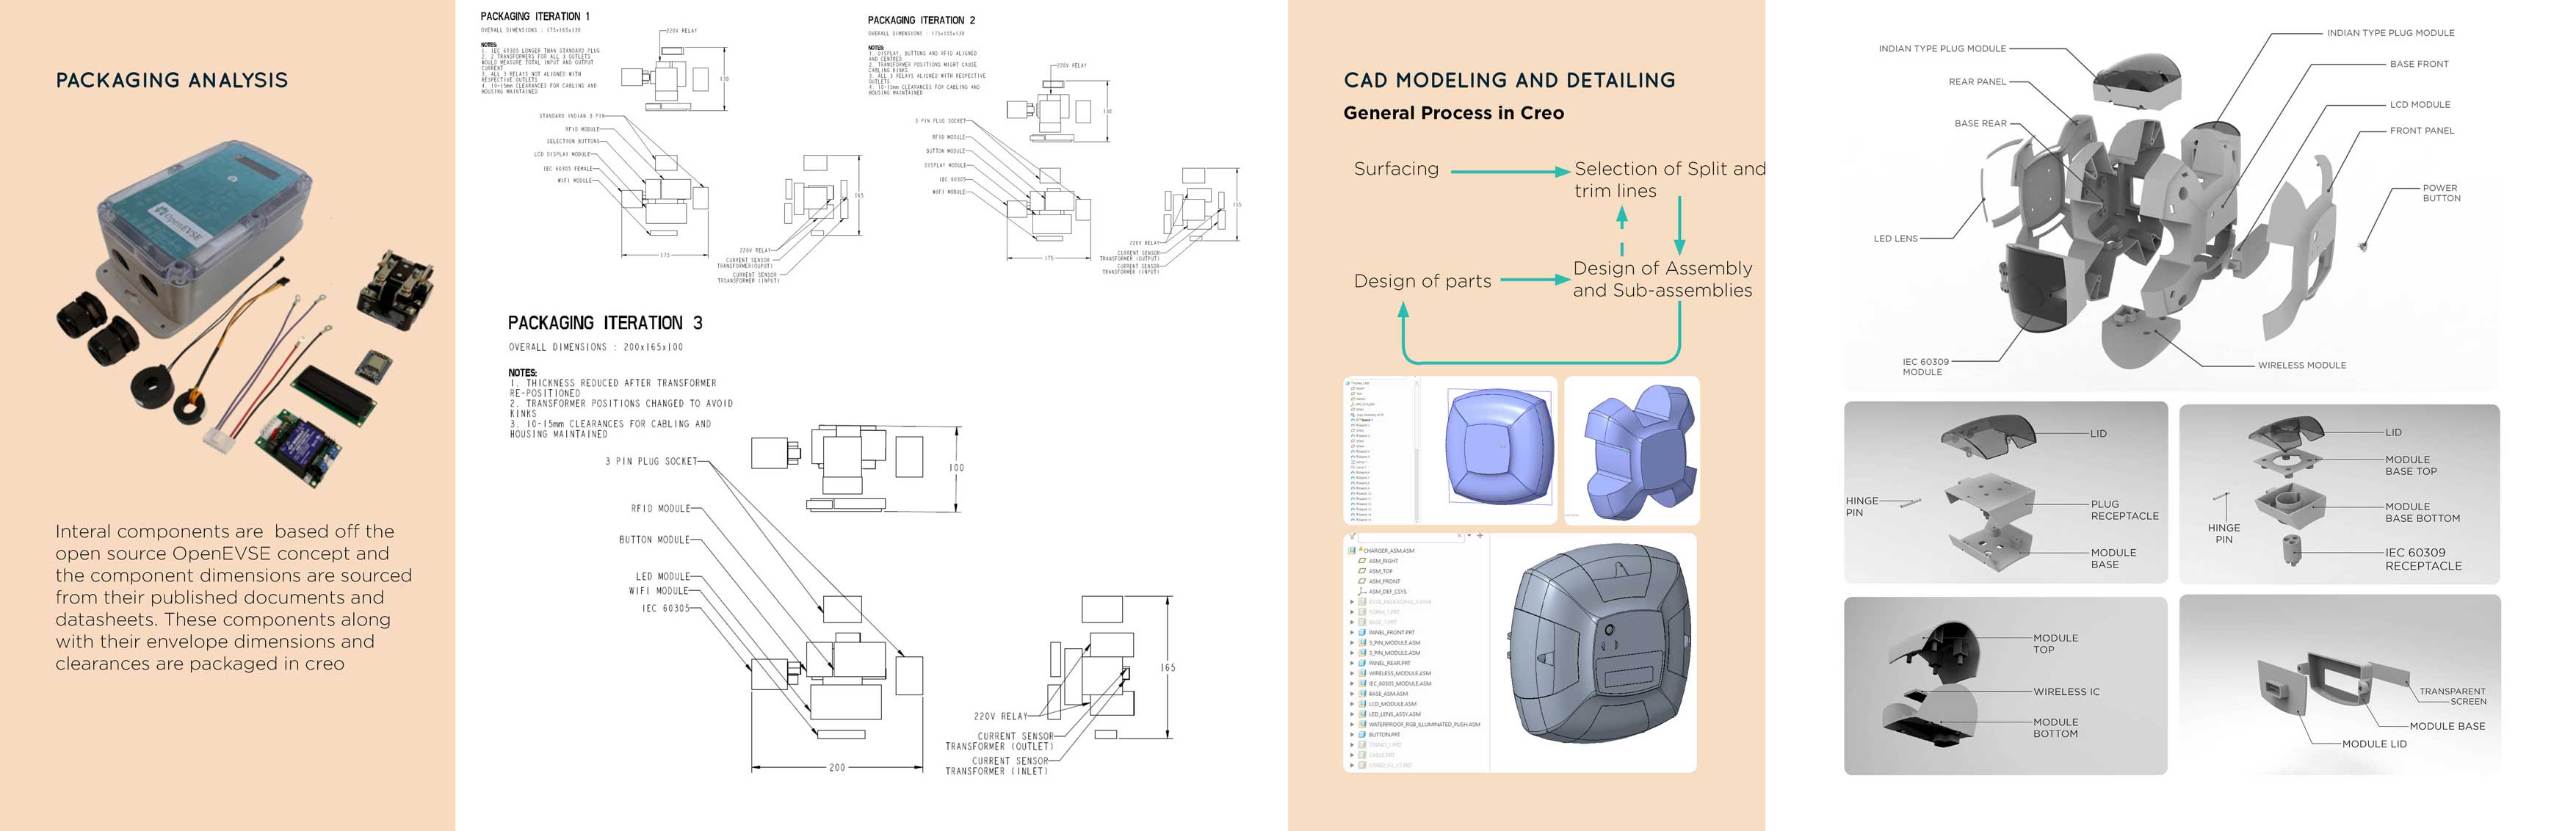 PACKAGING ANALYSIS
OpenEVSE
Interal components are based off the
open source OpenEVSE concept and
the component dimensions are sourced
from their published documents and
datasheets. These components along
with their envelope dimensions and
clearances are packaged in creo
PACKAGING ITERATION 1
OVERALL DIMENSIONS : 175x165x130
NOTES:
1. IEC 60305 LONGER THAN STANDARD PLUG
2. 2 TRANSFORMERS FOR ALL 3 OUTLETS
WOULD MEASURE TOTAL INPUT AND OUTPUT
CURRENT
3. ALL 3 RELAYS NOT ALIGNED WITH
RESPECTIVE OUTLETS
4. 10-15mm CLEARANCES FOR CABLING AND
HOUSING MAINTAINED
220V RELAY
STANDARD INDIAN 3 PIN
RFID MODULE
SELECTION BUTTONS
LCD DISPLAY MODULE
IEC 60305 FEMALE
WIFI MODULE
165
175
220V RELAY
CURRENT SENSOR
TRANSFORMER(OUPUT)
CURRENT SENSOR
TRIANSFORMER (INPUT)
PACKAGING ITERATION 2
OVERALL DIMENSIONS : 175x155x130
NOTES:
1. DISPLAY, BUTTONS AND RFID ALIGNED
AND CENTRED
2. TRANSFORMER POSITIONS MIGHT CAUSE
CABLING KINKS
3. ALL 3 RELAYS ALIGNED WITH RESPECTIVE
OUTLETS
4. 10-15mm CLEARANCES FOR CABLING AND
HOUSING MAINTAINED
220V RELAY
3 PIN PLUG SOCKET
RFID MODULE
BUTTON MODULE
DISPLAY MODULE
IEC 60305
WIFI MODULE
175
220V RELAY
CURRENT SENSOR
TRANSFORMER (OUTPUT)
CURRENT SENSOR
TRANSFORMER (INPUT)
PACKAGING ITERATION 3
OVERALL DIMENSIONS : 200x165x100
NOTES:
1. THICKNESS REDUCED AFTER TRANSFORMER
RE-POSITIONED
2. TRANSFORMER POSITIONS CHANGED TO AVOID
KINKS
3. 10-15mm CLEARANCES FOR CABLING AND
HOUSING MAINTAINED
100
3 PIN PLUG SOCKET
RFID MODULE
BUTTON MODULE
LED MODULE
WIFI MODULE
IEC 60305
165
200
220V RELAY
CURRENT SENSOR
TRANSFORMER (OUTLET)
CURRENT SENSOR
TRANSFORMER (INLET)
CAD MODELING AND DETAILING
General Process in Creo
Surfacing
Selection of Split and
trim lines
Design of parts
Design of Assembly
and Sub-assemblies
CHARGER_ASM.ASM
ASM_RIGHT
ASM_TOP
ASM_FRONT
ASM_DEF_CSYS
PANEL_FRONT.PRT
3_PIN_MODULE.ASM
3_PIN_MODULE.ASM
PANEL_REAR.PRT
WIRELESS_MODULE.ASM
IEC_60305_MODULE.ASM
BASE_ASM.ASM
LCD_MODULE.ASM
LED_LENS_ASSY.ASM
WATERPROOF_RGB_ILLUMINATED_PUSH.ASM
BUTTON.PRT
INDIAN TYPE PLUG MODULE
REAR PANEL
BASE REAR
LED LENS
IEC 60309
MODULE
INDIAN TYPE PLUG MODULE
BASE FRONT
LCD MODULE
FRONT PANEL
POWER
BUTTON
WIRELESS MODULE
LID
HINGE
PIN
PLUG
RECEPTACLE
MODULE
BASE
LID
MODULE
BASE TOP
MODULE
BASE BOTTOM
HINGE
PIN
IEC 60309
RECEPTACLE
MODULE
TOP
WIRELESS IC
MODULE
BOTTOM
TRANSPARENT
SCREEN
MODULE BASE
MODULE LID